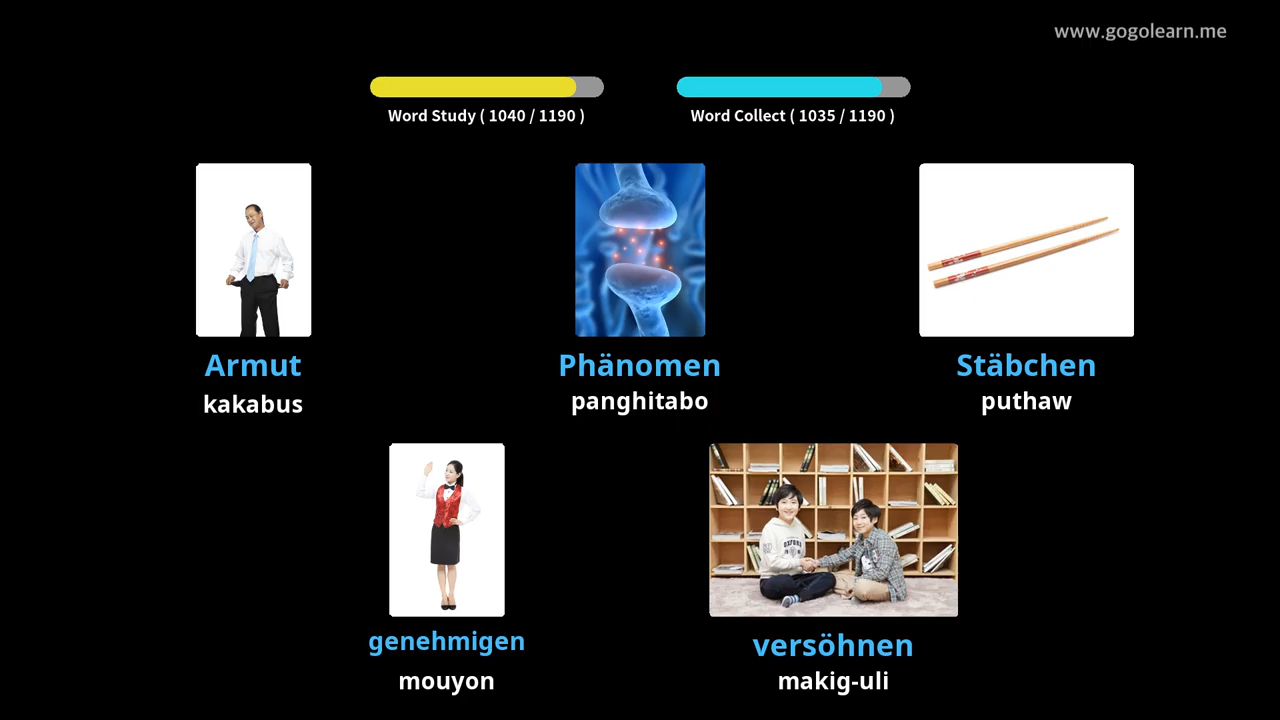 www.gogolearn.me
Word Study ( 1040 / 1190 )
Word Collect ( 1035 / 1190 )
Armut
kakabus
Phänomen
panghitabo
Stäbchen
puthaw
genehmigen
mouyon
versöhnen
makig-uli
OXFORD